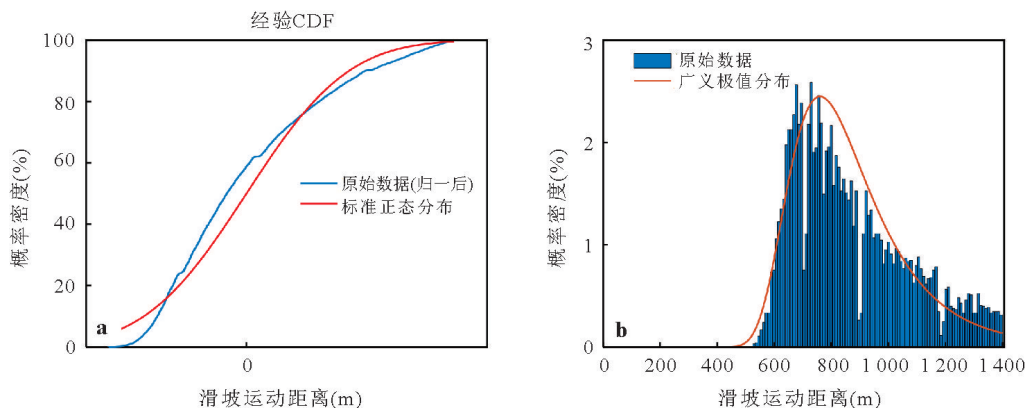 经验CDF
100
80
60
40
20
0
概率密度(%)
原始数据(归一后)
标准正态分布
a
0
滑坡运动距离(m)
3
2
1
0
概率密度(%)
原始数据
广义极值分布
b
0 200 400 600 800 1 000 1 200 1 400
滑坡运动距离(m)